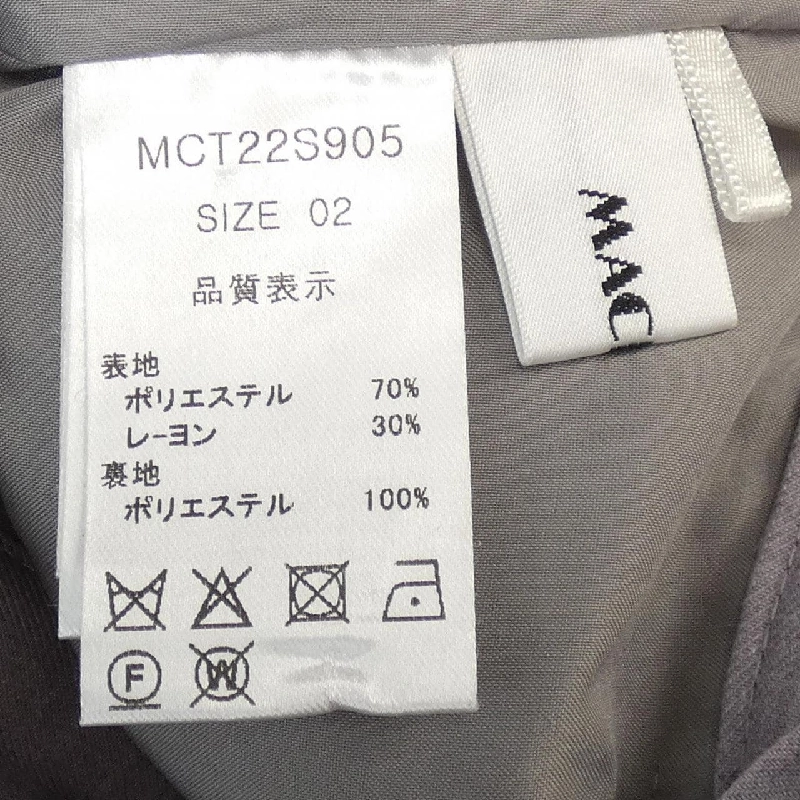 MCT22S905
SIZE 02
品質表示
表地
ポリエステル 70%
レーヨン 30%
裏地
ポリエステル 100%
F
W
MAC